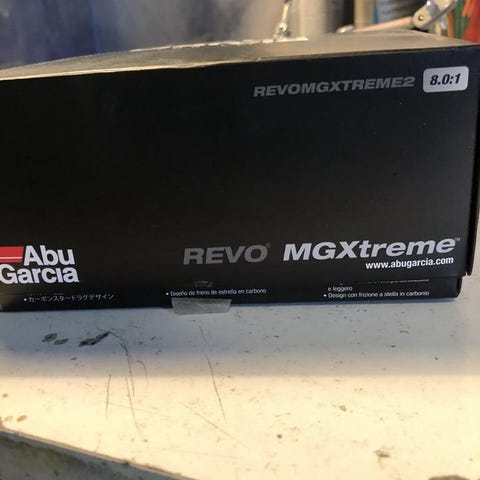 REVOMGXTREME2 8.0:1
Abu
Garcia
REVO® MGXtreme™
www.abugarcia.com
• カーボンスタードラグデザイン
• Diseño de freno de estrella en carbono
e leggero
• Design con frizione a stella in carbonio